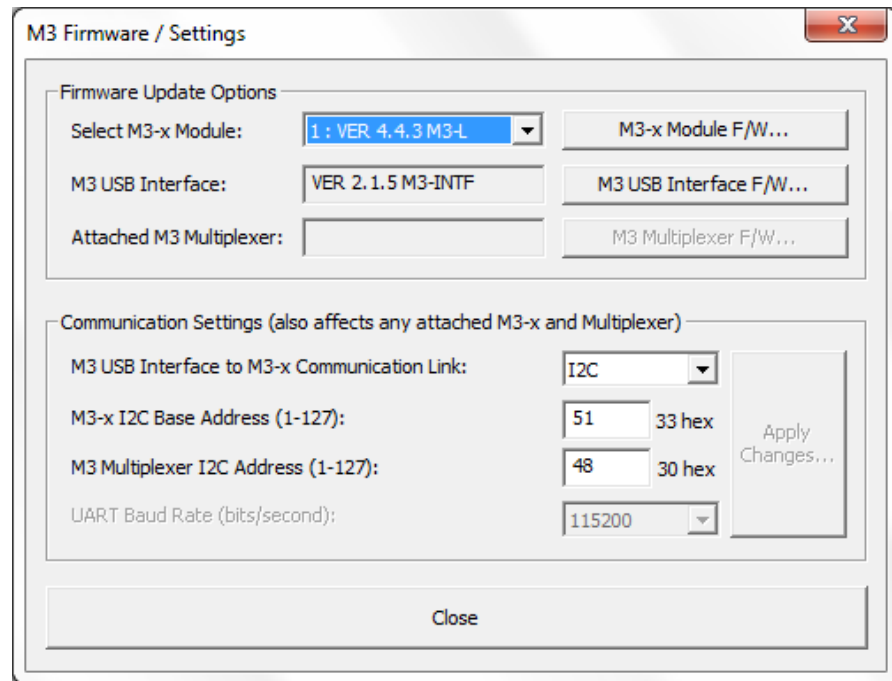 M3 Firmware / Settings
Firmware Update Options
Select M3-x Module: 1 : VER 4.4.3 M3-L M3-x Module F/W...
M3 USB Interface: VER 2.1.5 M3-INTF M3 USB Interface F/W...
Attached M3 Multiplexer: M3 Multiplexer F/W...
Communication Settings (also affects any attached M3-x and Multiplexer)
M3 USB Interface to M3-x Communication Link: I2C
M3-x I2C Base Address (1-127): 51 33 hex
Apply
Changes...
M3 Multiplexer I2C Address (1-127): 48 30 hex
UART Baud Rate (bits/second): 115200
Close